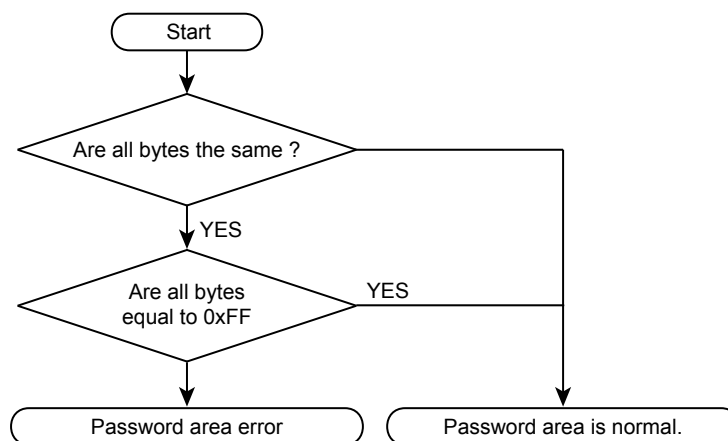 Start
Are all bytes the same ?
YES
Are all bytes
equal to 0xFF
YES
Password area error
Password area is normal.